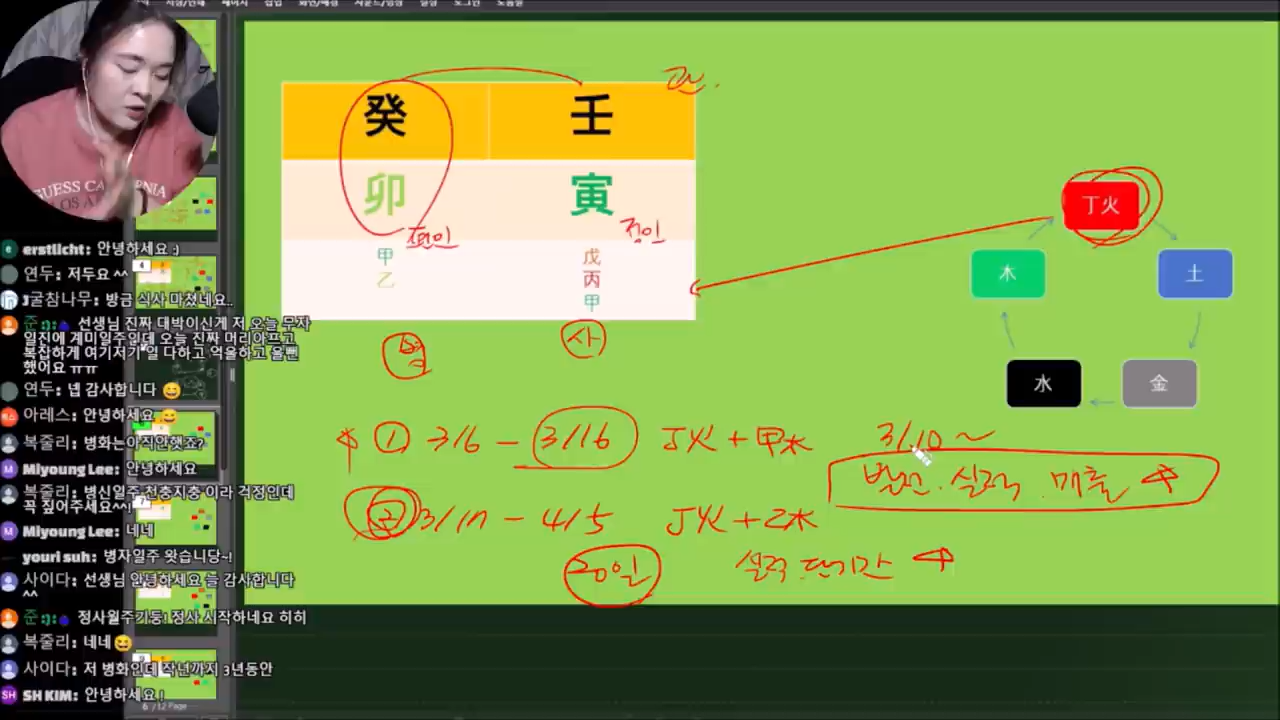 GUESS CALIFORNIA
LOS A
erstlicht: 안녕하세요 :)
연두: 저두요 ^^
J굴참나무: 방금 식사 마쳤네요..
준 :): 선생님 진짜 대박이신게 저 오늘 무자
일진에 계미일주인데 오늘 진짜 머리아프고
복잡하게 여기저기 일 다하고 억울하고 울뻔
했어요 ㅠㅠ
연두: 넵 감사합니다 😄
아레스: 안녕하세요 😄
복줄리: 병화는아직안햇죠?
Miyoung Lee: 안녕하세요
복줄리: 병신일주 천충지충 이라 걱정인데
꼭 짚어주세요^^!
Miyoung Lee: 네네
youri suh: 병자일주 왓습니당~!
사이다: 선생님 안녕하세요 늘 감사합니다
^^
준 :): 정사월주기둥! 정사 시작하네요 히히
복줄리: 네네😆
사이다: 저 병화인데 작년까지 3년동안
SH KIM: 안녕하세요 !
6 /12 Page
癸 壬
관.
卯 寅
편인 정인
甲 戊
乙 丙
甲
사
丁火
木 土
水 金
① 3/6 - 3/16 丁火 + 甲木
3/10 ~
발전. 실적. 매출
② 3/17 - 4/5 丁火 + 乙木
20일
실적. 단기간